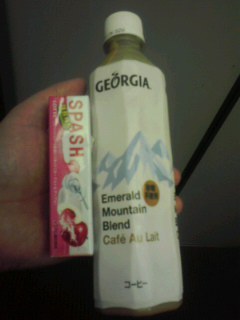 GEORGIA
SPASH
Emerald
Mountain
Blend
Café Au Lait
コーヒー